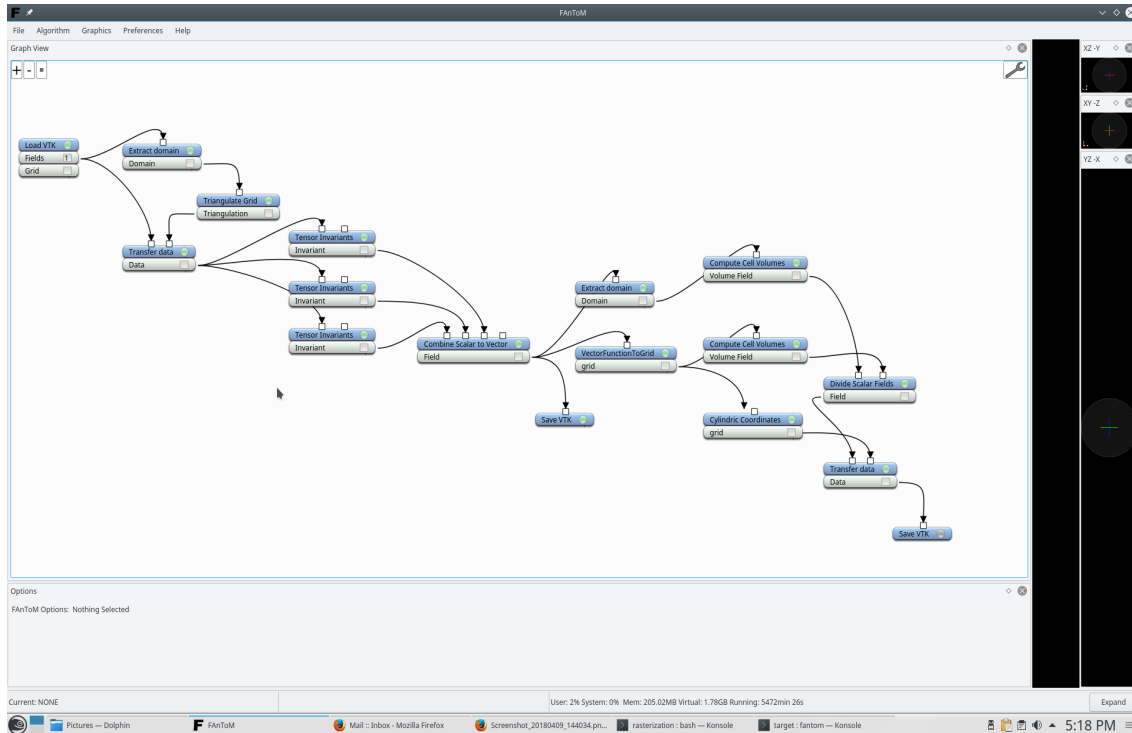 FAnToM
File Algorithm Graphics Preferences Help
Graph View
XZ -Y
XY -Z
YZ -X
+ - =
Load VTK
Fields 1
Grid
Extract domain
Domain
Triangulate Grid
Triangulation
Transfer data
Data
Tensor Invariants
Invariant
Tensor Invariants
Invariant
Tensor Invariants
Invariant
Combine Scalar to Vector
Field
Extract domain
Domain
VectorFunctionToGrid
grid
Save VTK
Compute Cell Volumes
Volume Field
Compute Cell Volumes
Volume Field
Cylindric Coordinates
grid
Divide Scalar Fields
Field
Transfer data
Data
Save VTK
Options
FAnToM Options: Nothing Selected
Current: NONE
User: 2% System: 0% Mem: 205.02MB Virtual: 1.78GB Running: 5472min 26s
Expand
Pictures — Dolphin
FAnToM
Mail :: Inbox - Mozilla Firefox
Screenshot_20180409_144034.pn...
rasterization : bash — Konsole
target : fantom — Konsole
5:18 PM